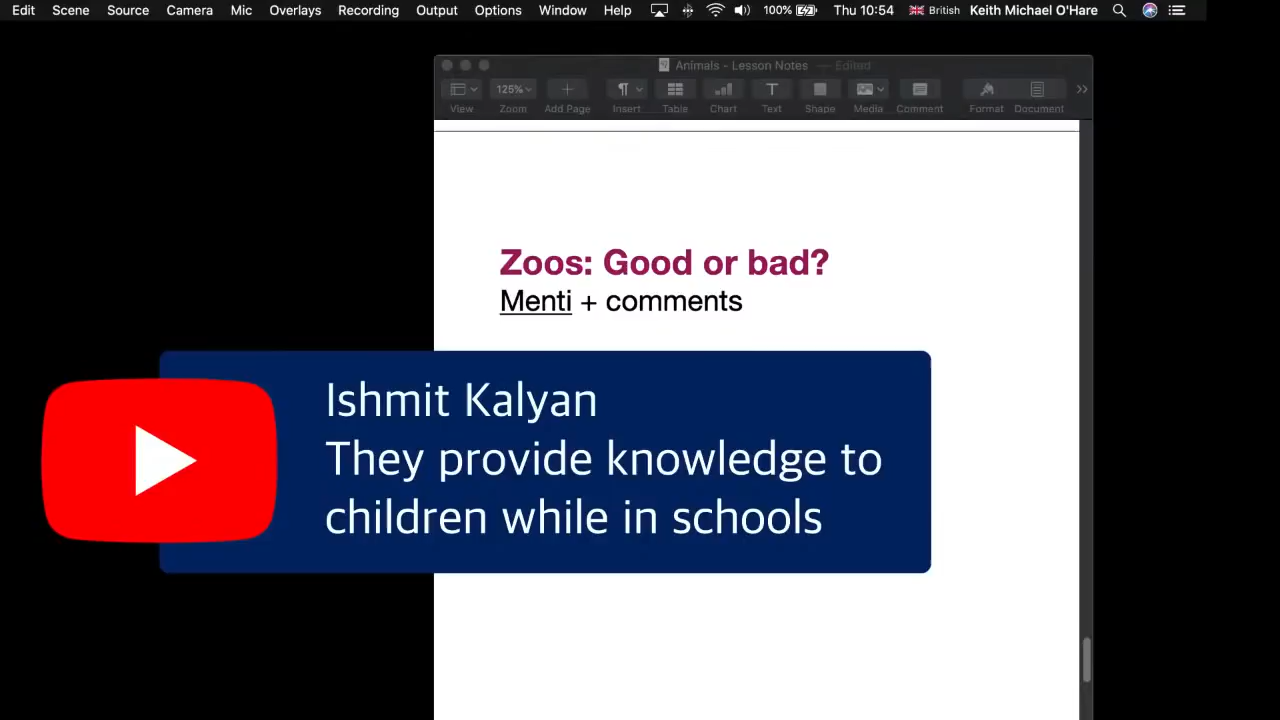 Edit Scene Source Camera Mic Overlays Recording Output Options Window Help 100% Thu 10:54 British Keith Michael O'Hare
Animals - Lesson Notes — Edited
125%
View Zoom Add Page Insert Table Chart Text Shape Media Comment Format Document
Zoos: Good or bad?
Menti + comments
Ishmit Kalyan
They provide knowledge to
children while in schools